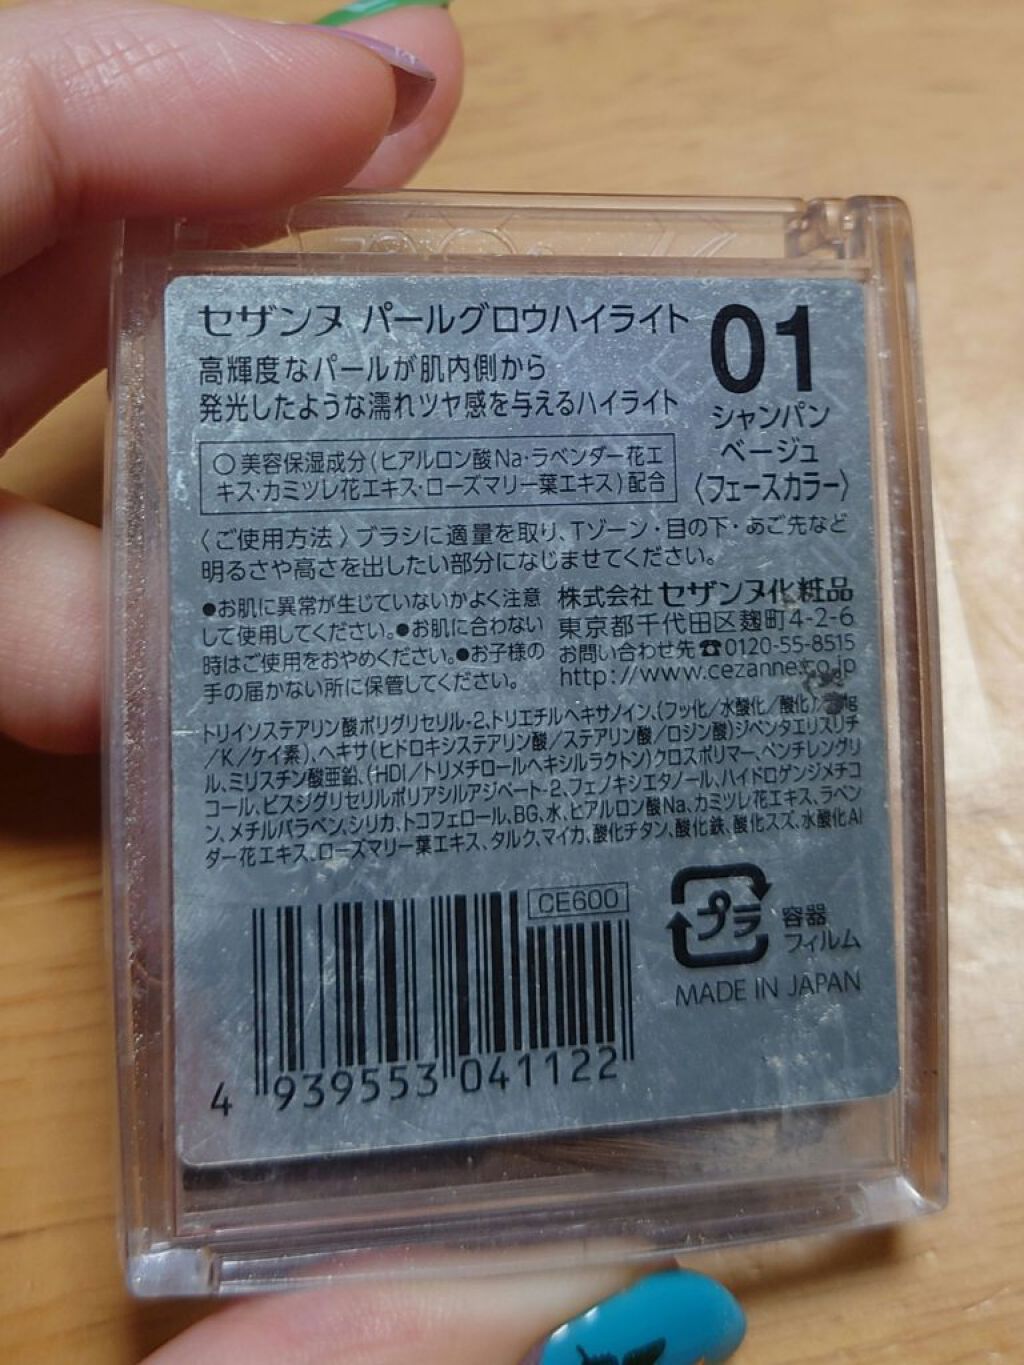 セザンヌ パールグロウハイライト
高輝度なパールが肌内側から
発光したような濡れツヤ感を与えるハイライト
01
シャンパン
ベージュ
〈フェースカラー〉
○美容保湿成分(ヒアルロン酸Na・ラベンダー花エ
キス・カミツレ花エキス・ローズマリー葉エキス)配合
〈ご使用方法〉ブラシに適量を取り、Tゾーン・目の下・あご先など
明るさや高さを出したい部分になじませてください。
●お肌に異常が生じていないかよく注意
して使用してください。●お肌に合わない
時はご使用をおやめください。●お子様の
手の届かない所に保管してください。
株式会社 セザンヌ化粧品
東京都千代田区麹町4-2-6
お問い合わせ先☎0120-55-8515
http://www.cezanne.co.jp
トリイソステアリン酸ポリグリセリル-2、トリエチルヘキサノイン、(フッ化/水酸化/酸化)/
/K/ケイ素)、ヘキサ(ヒドロキシステアリン酸/ステアリン酸/ロジン酸)ジペンタエリスリチ
ル、ミリスチン酸亜鉛、(HDI/トリメチロールヘキシルラクトン)クロスポリマー、ペンチレングリ
コール、ビスジグリセリルポリアシルアジペート-2、フェノキシエタノール、ハイドロゲンジメチコ
ン、メチルパラベン、シリカ、トコフェロール、BG、水、ヒアルロン酸Na、カミツレ花エキス、ラベン
ダー花エキス、ローズマリー葉エキス、タルク、マイカ、酸化チタン、酸化鉄、酸化スズ、水酸化Al
CE600
プラ
容器
フィルム
MADE IN JAPAN
4 939553 041122